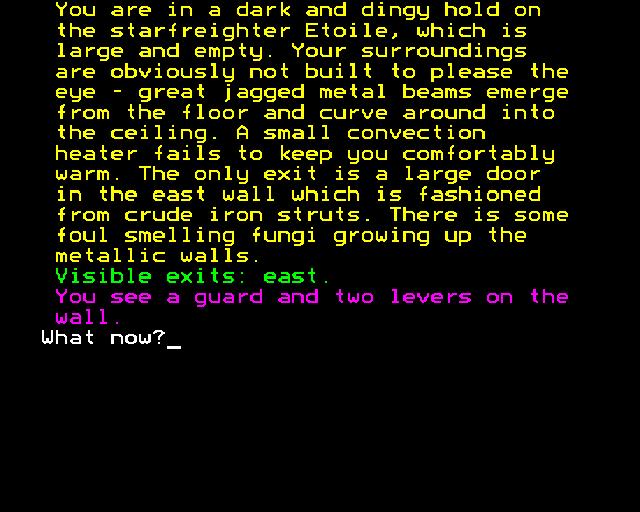 You are in a dark and dingy hold on
the starfreighter Etoile, which is
large and empty. Your surroundings
are obviously not built to please the
eye - great jagged metal beams emerge
from the floor and curve around into
the ceiling. A small convection
heater fails to keep you comfortably
warm. The only exit is a large door
in the east wall which is fashioned
from crude iron struts. There is some
foul smelling fungi growing up the
metallic walls.
Visible exits: east.
You see a guard and two levers on the
wall.
What now?_